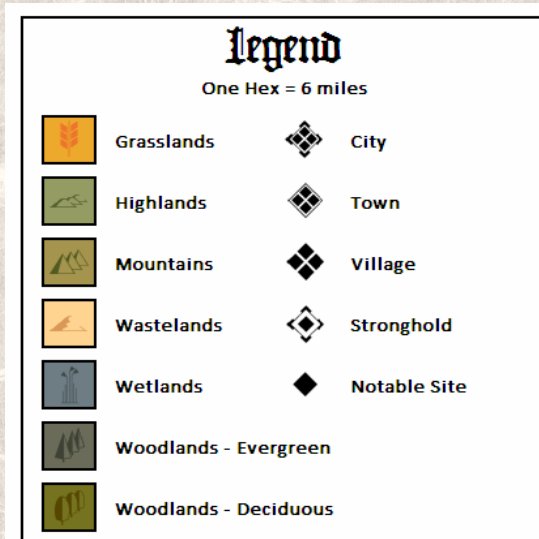 Legend
One Hex = 6 miles
Grasslands City
Highlands Town
Mountains Village
Wastelands Stronghold
Wetlands Notable Site
Woodlands - Evergreen
Woodlands - Deciduous